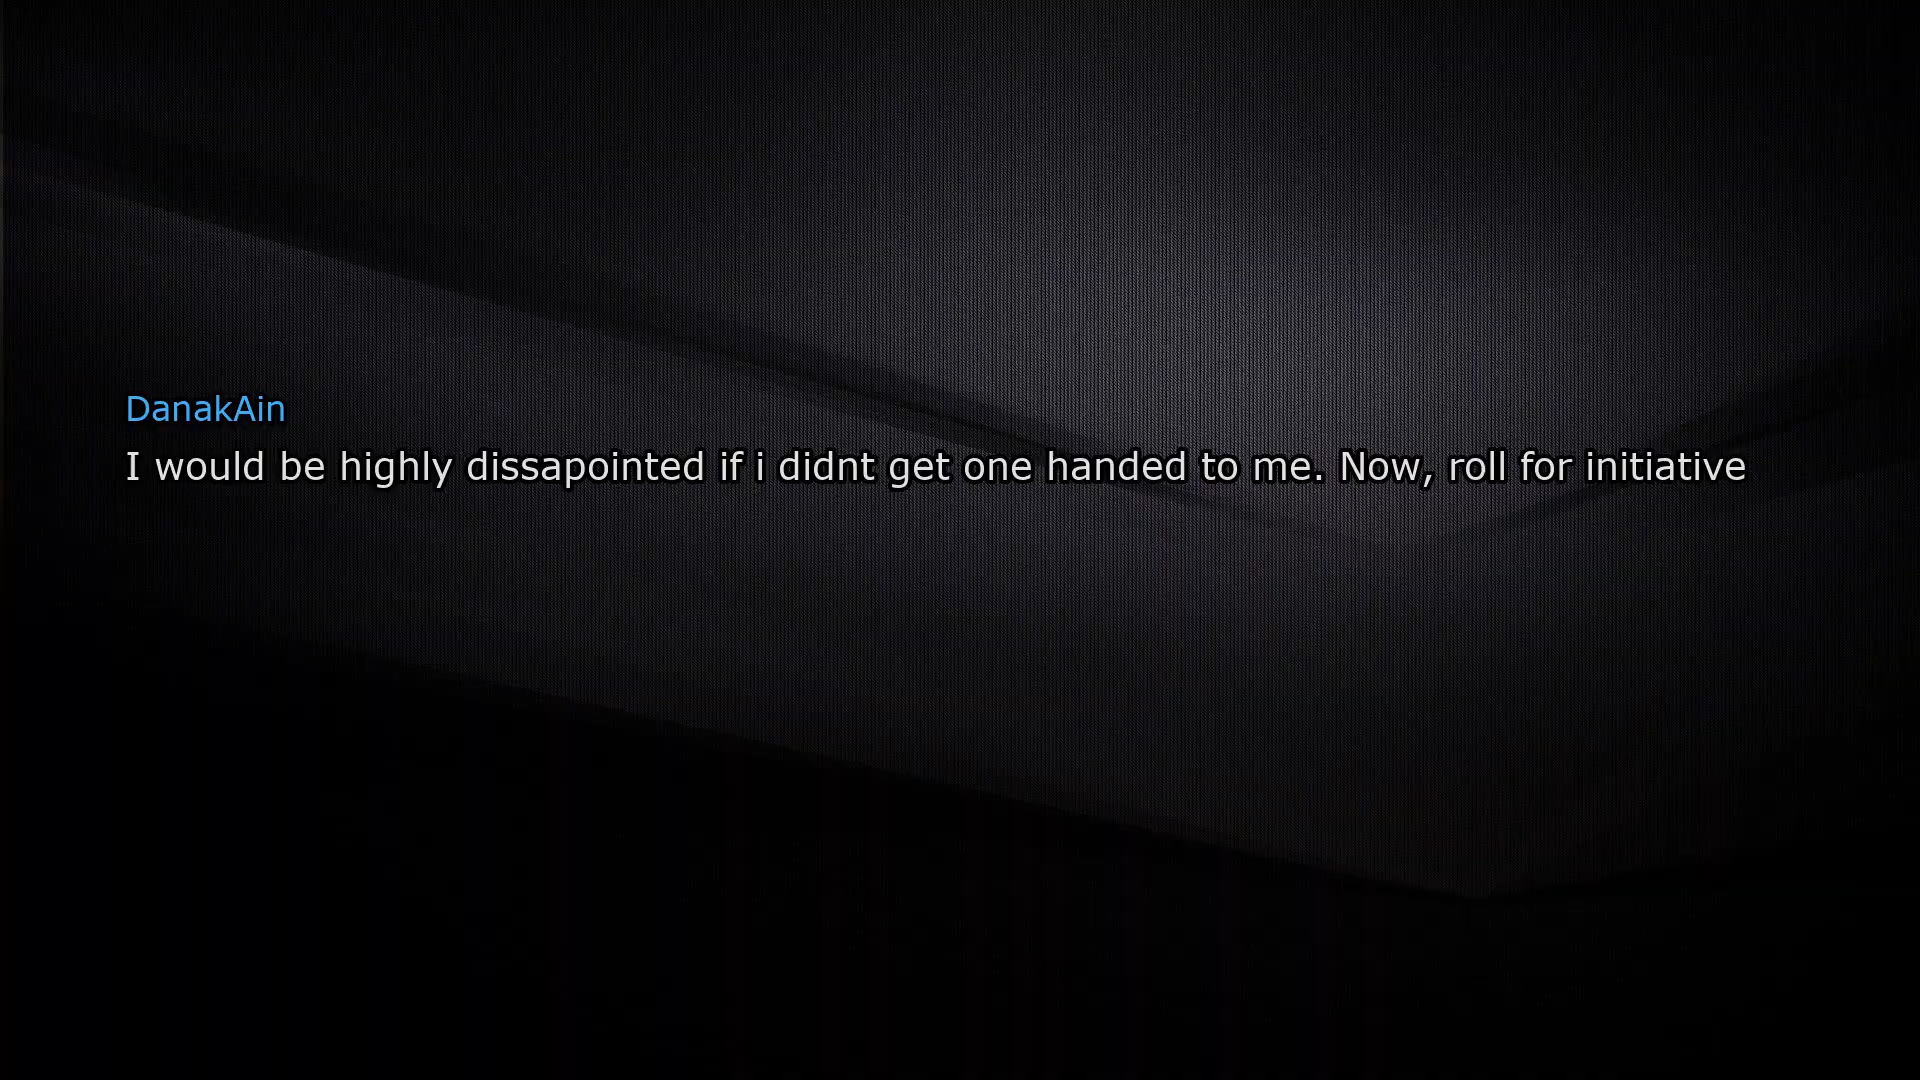 DanakAin
I would be highly dissapointed if i didnt get one handed to me. Now, roll for initiative